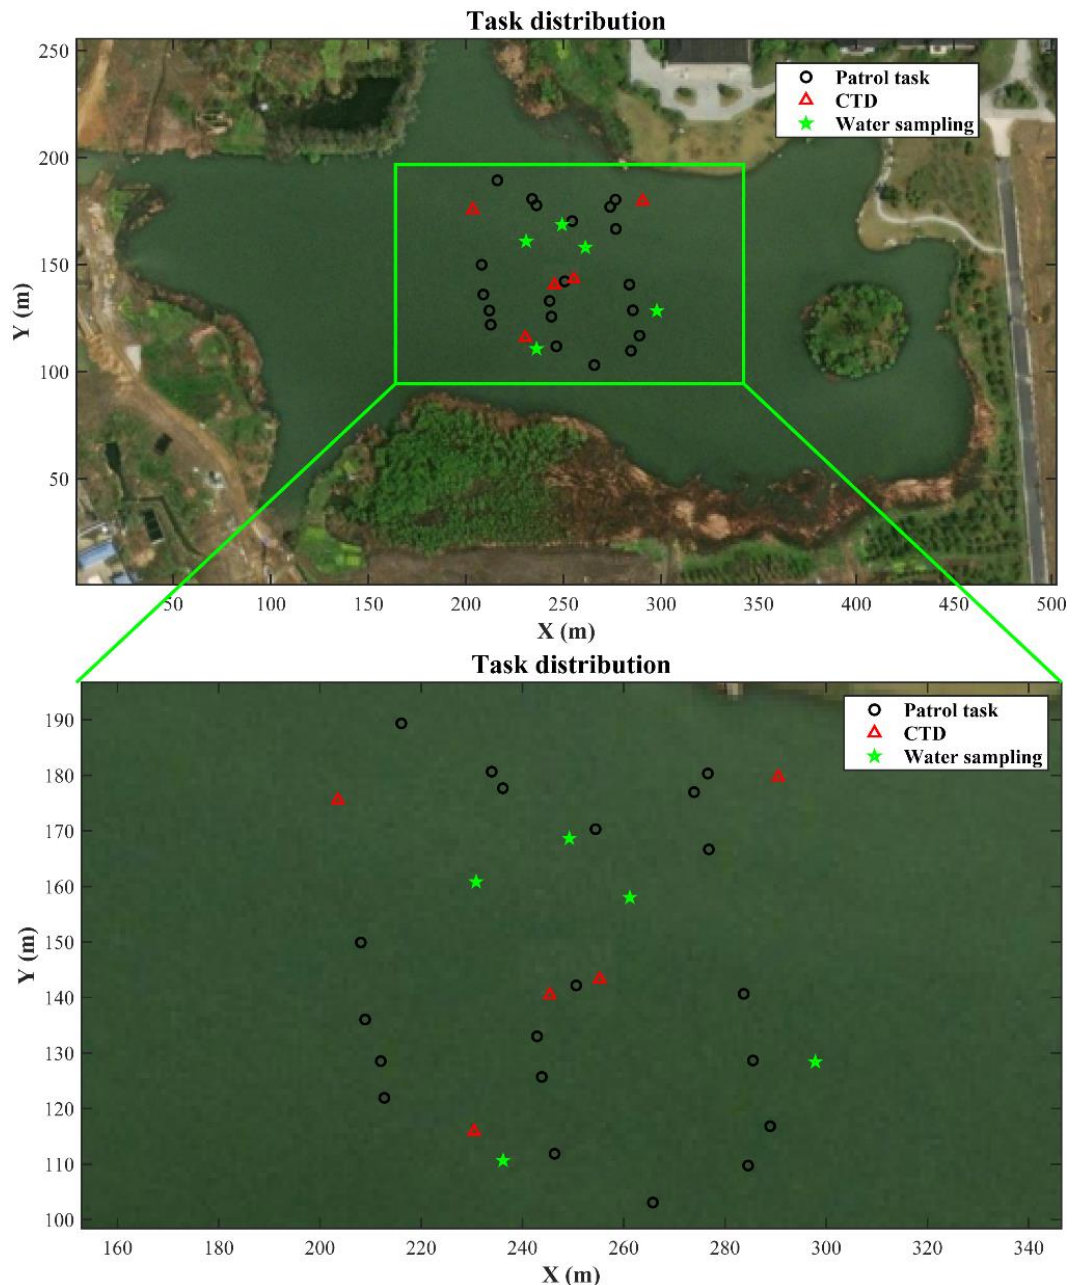 Task distribution
250
200
150
100
50
Y (m)
Patrol task
CTD
Water sampling
50 100 150 200 250 300 350 400 450 500
X (m)
Task distribution
190
180
170
160
150
140
130
120
110
100
Y (m)
Patrol task
CTD
Water sampling
160 180 200 220 240 260 280 300 320 340
X (m)